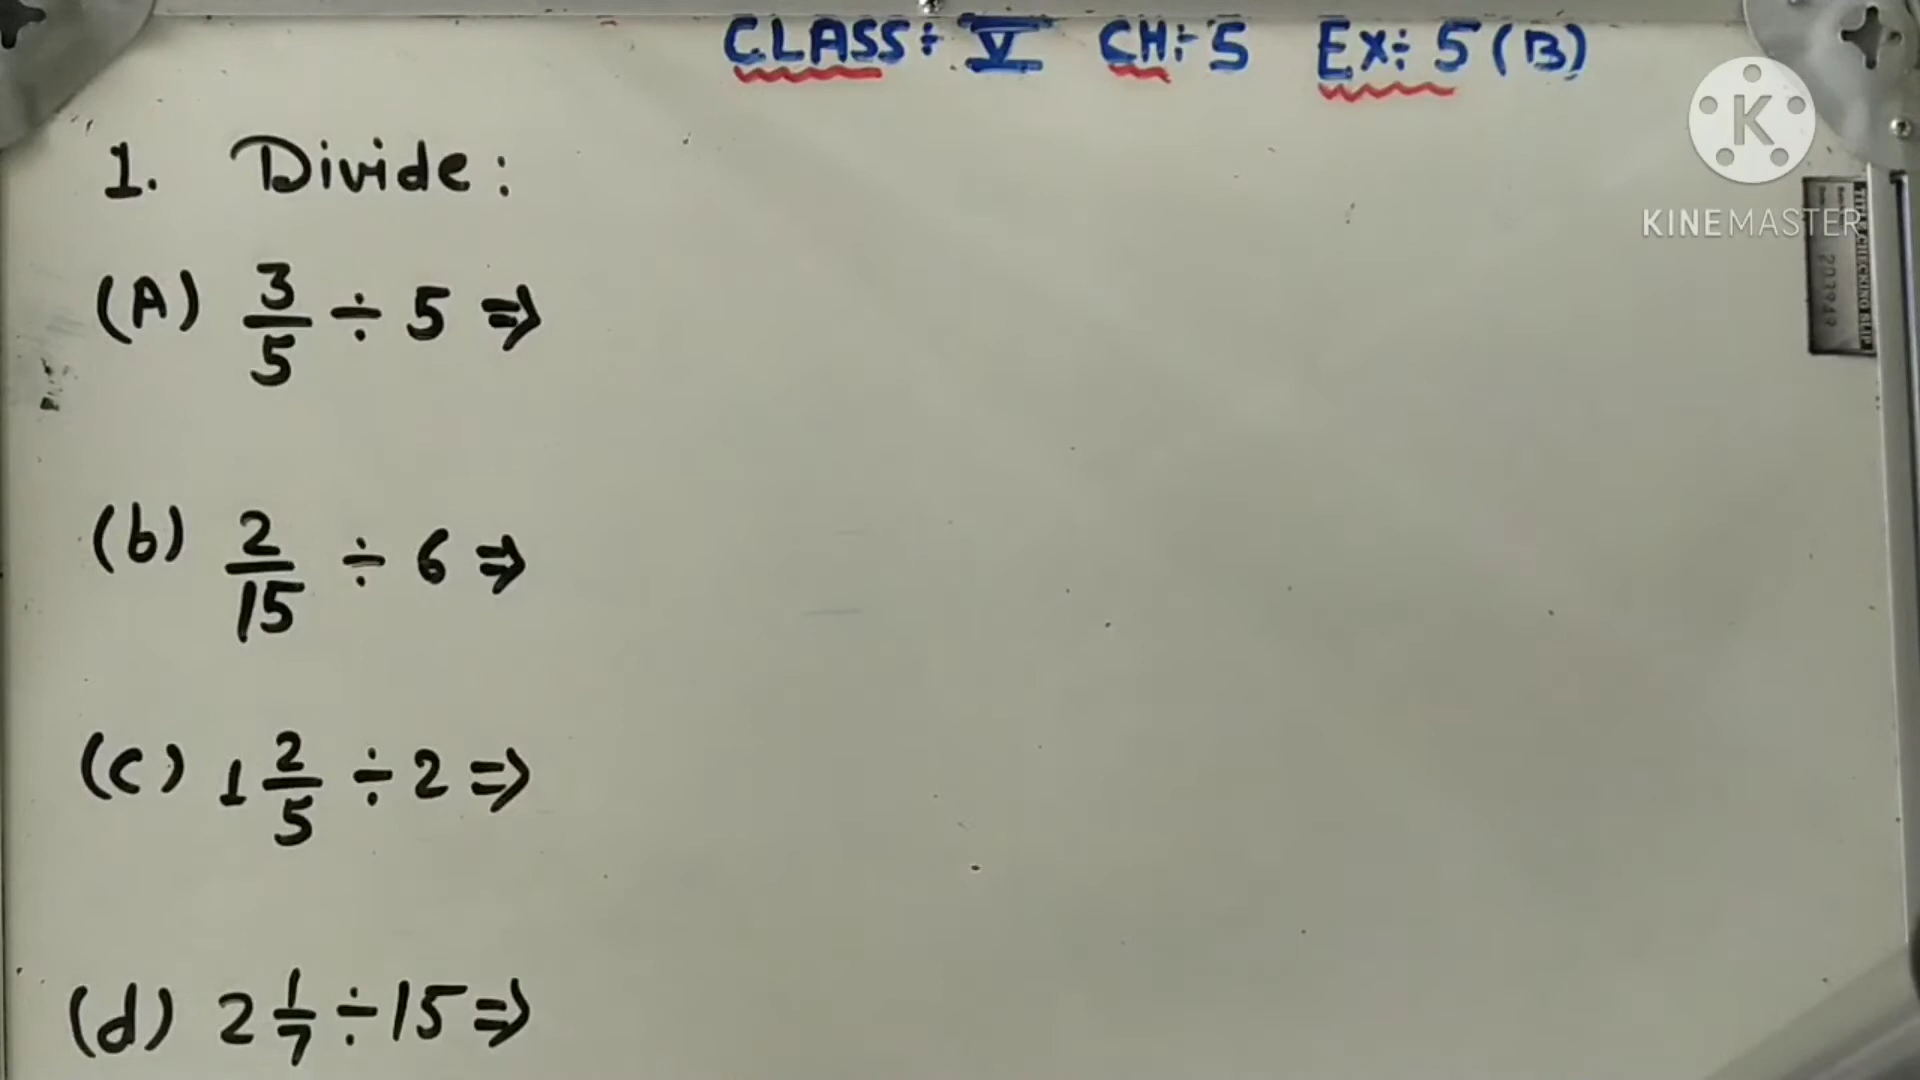 CLASS:- V CH:- 5 Ex:- 5 (B)
K
KINEMASTER
1. Divide:
(A) 3/5 ÷ 5 ⇒
(b) 2/15 ÷ 6 ⇒
(c) 1 2/5 ÷ 2 ⇒
(d) 2 1/7 ÷ 15 ⇒